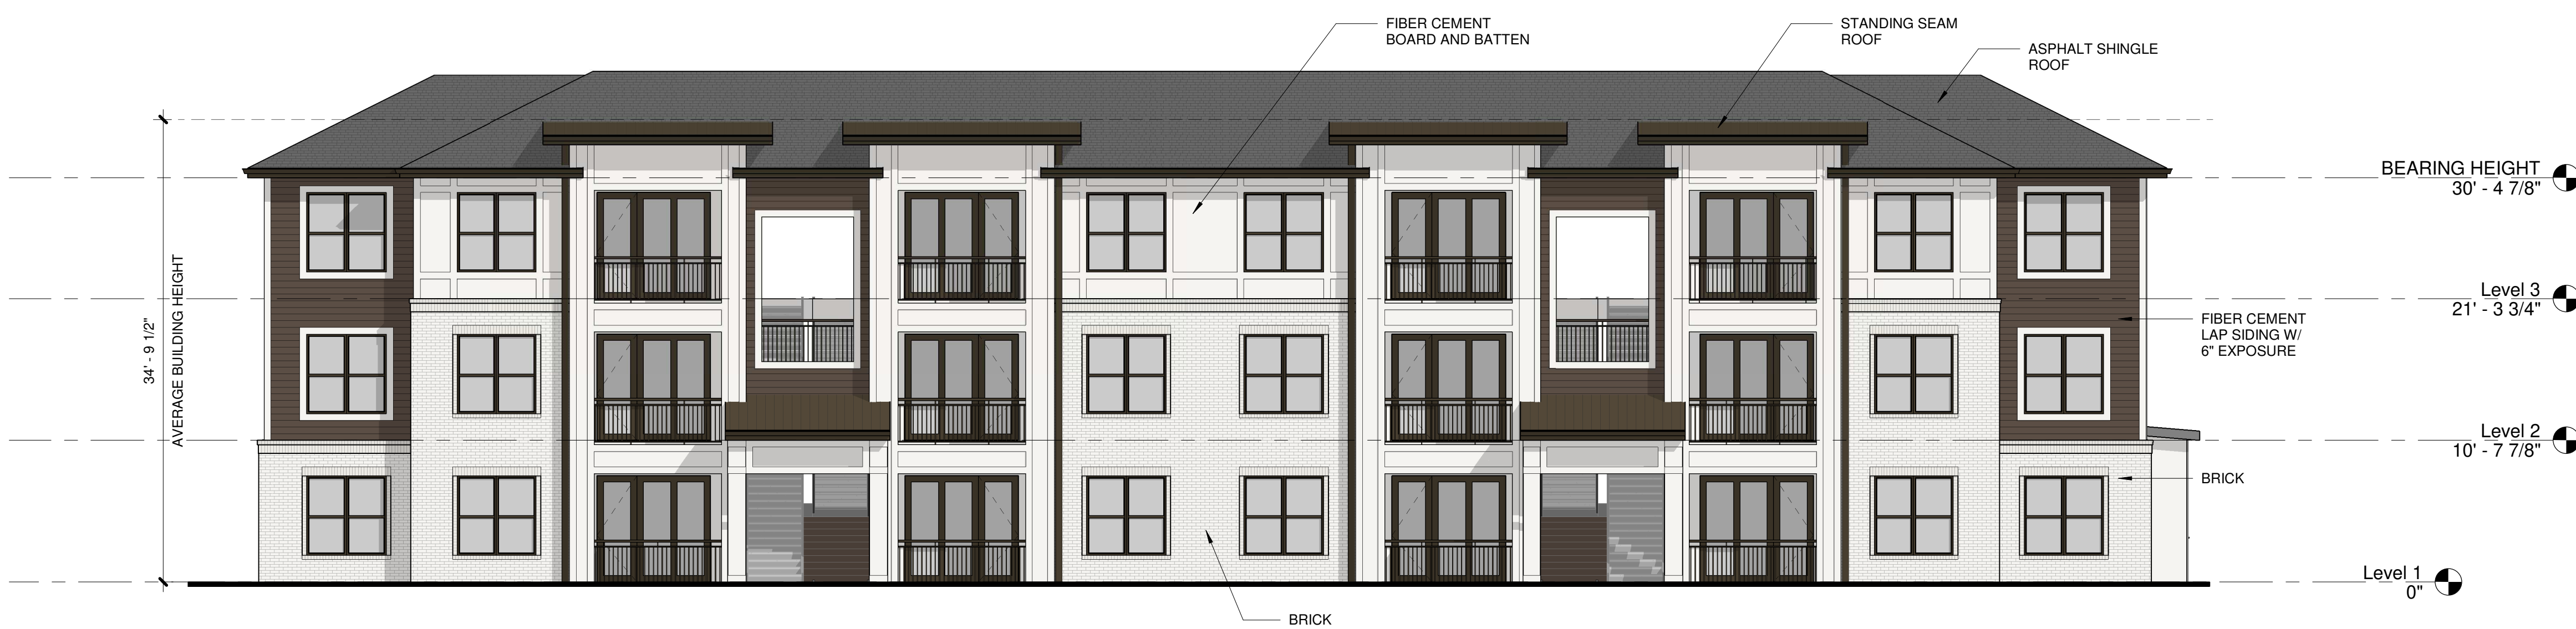 FIBER CEMENT
BOARD AND BATTEN
STANDING SEAM
ROOF
ASPHALT SHINGLE
ROOF
BEARING HEIGHT
30' - 4 7/8"
Level 3
21' - 3 3/4"
FIBER CEMENT
LAP SIDING W/
6" EXPOSURE
34' - 9 1/2"
AVERAGE BUILDING HEIGHT
Level 2
10' - 7 7/8"
BRICK
Level 1
0"
BRICK